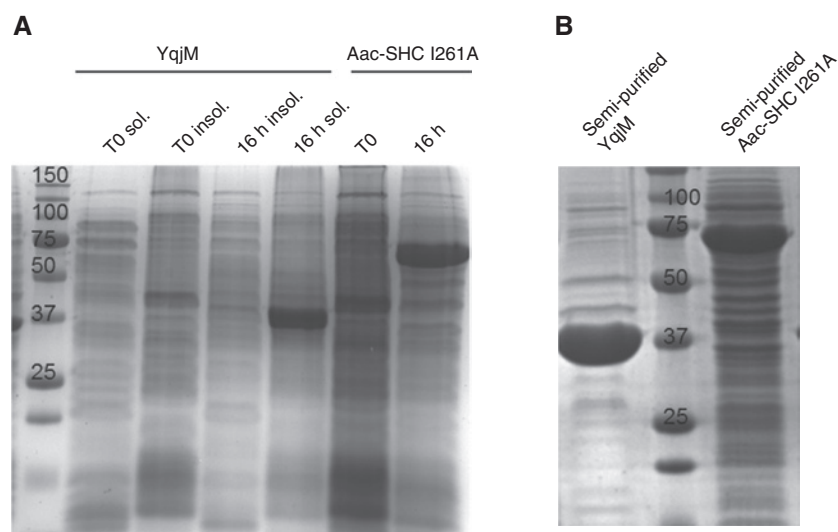 A
YqjM
Aac-SHC I261A
T0 sol.
T0 insol.
16 h insol.
16 h sol.
T0
16 h
150
100
75
50
37
25
B
Semi-purified
YqjM
Semi-purified
Aac-SHC I261A
100
75
50
37
25